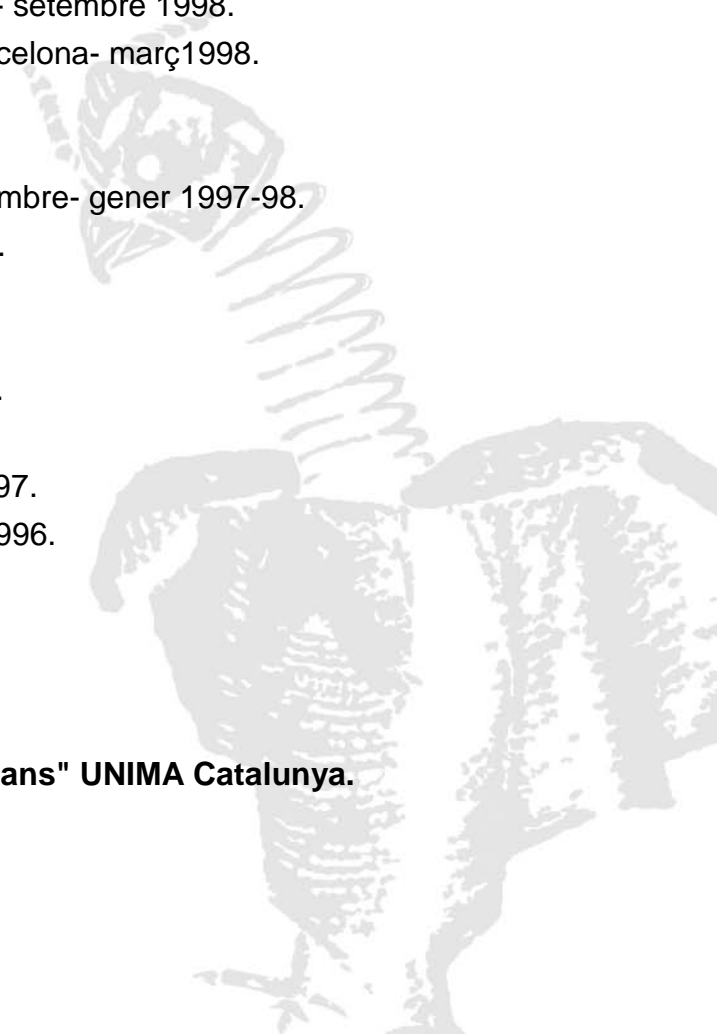 - setembre 1998.
celona- març1998.
mbre- gener 1997-98.
.
.
97.
996.
ans" UNIMA Catalunya.